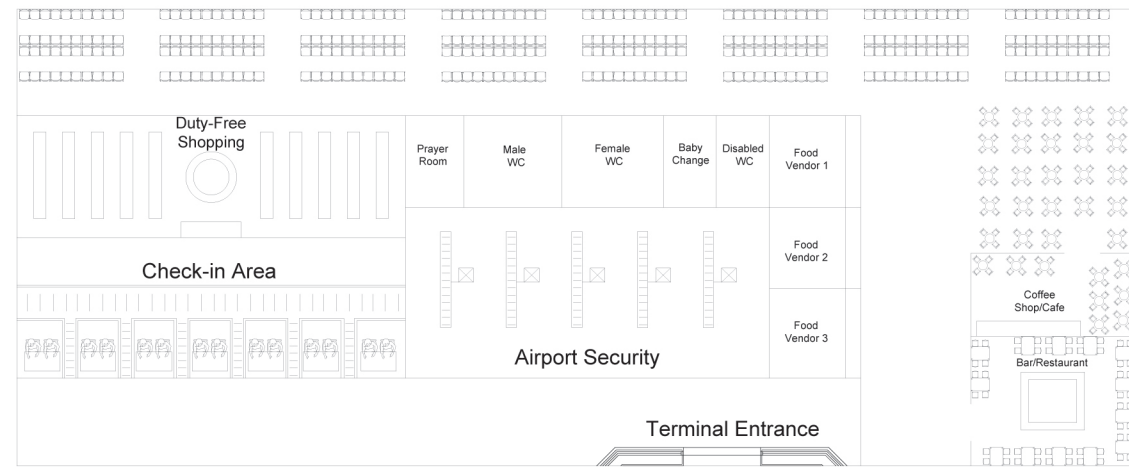 Duty-Free
Shopping
Prayer
Room
Male
WC
Female
WC
Baby
Change
Disabled
WC
Food
Vendor 1
Food
Vendor 2
Check-in Area
Coffee
Shop/Cafe
Food
Vendor 3
Airport Security
Bar/Restaurant
Terminal Entrance